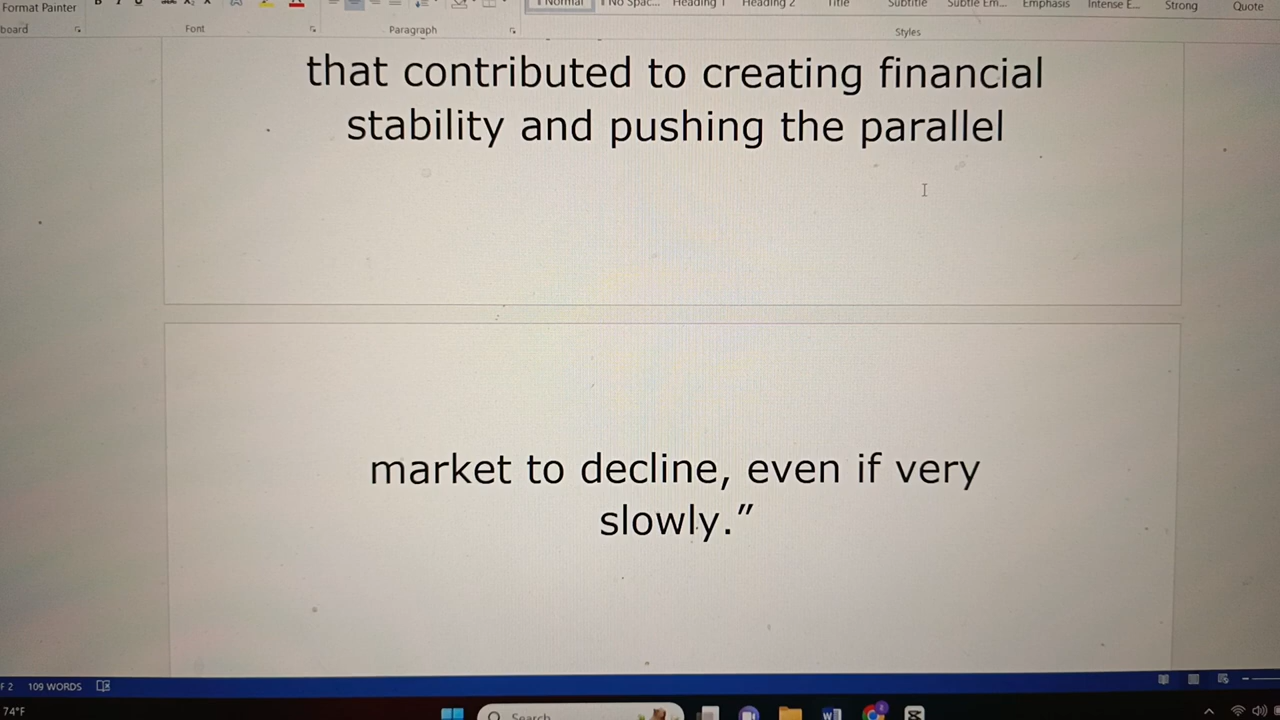 Format Painter
board
Font
Paragraph
Normal
No Spac...
Heading 1
Heading 2
Title
Subtitle
Subtle Em...
Emphasis
Intense E...
Strong
Quote
Styles
that contributed to creating financial
stability and pushing the parallel
market to decline, even if very
slowly.”
F 2 109 WORDS
74°F
Search